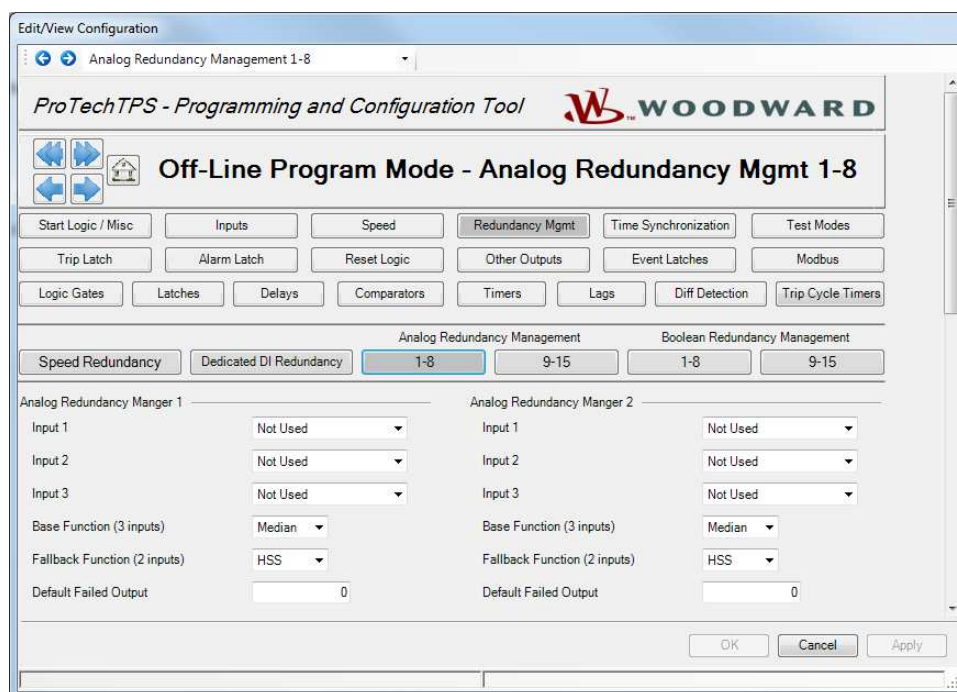 Edit/View Configuration
Analog Redundancy Management 1-8
ProTechTPS - Programming and Configuration Tool WOODWARD
Off-Line Program Mode - Analog Redundancy Mgmt 1-8
Start Logic / Misc Inputs Speed Redundancy Mgmt Time Synchronization Test Modes
Trip Latch Alarm Latch Reset Logic Other Outputs Event Latches Modbus
Logic Gates Latches Delays Comparators Timers Lags Diff Detection Trip Cycle Timers
Analog Redundancy Management Boolean Redundancy Management
Speed Redundancy Dedicated DI Redundancy 1-8 9-15 1-8 9-15
Analog Redundancy Manger 1 Analog Redundancy Manger 2
Input 1 Not Used Input 1 Not Used
Input 2 Not Used Input 2 Not Used
Input 3 Not Used Input 3 Not Used
Base Function (3 inputs) Median Base Function (3 inputs) Median
Fallback Function (2 inputs) HSS Fallback Function (2 inputs) HSS
Default Failed Output 0 Default Failed Output 0
OK Cancel Apply